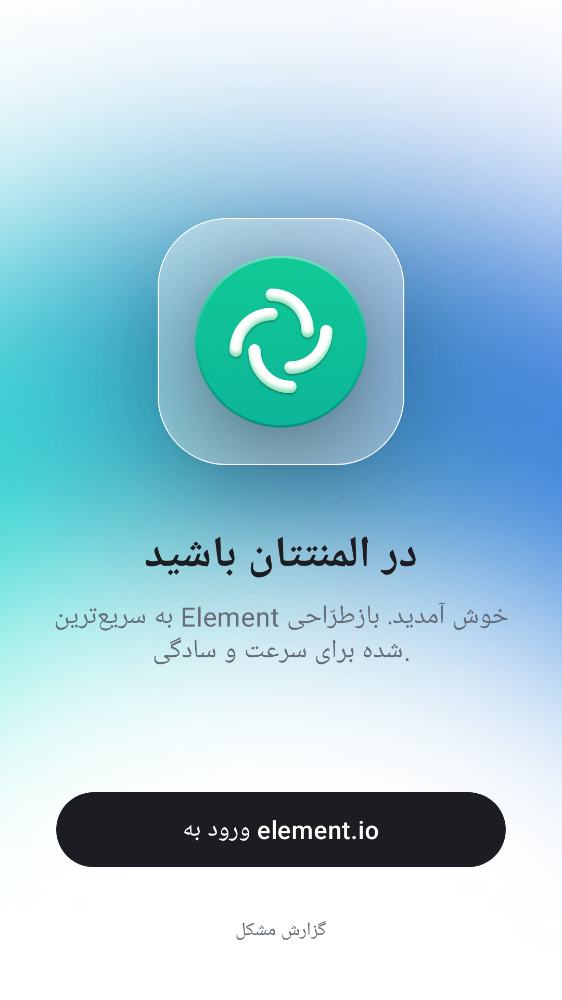 در المنتتان باشید
به سریع‌ترین Element خوش آمدید. بازطرّاحی
شده برای سرعت و سادگی.
ورود به element.io
گزارش مشکل